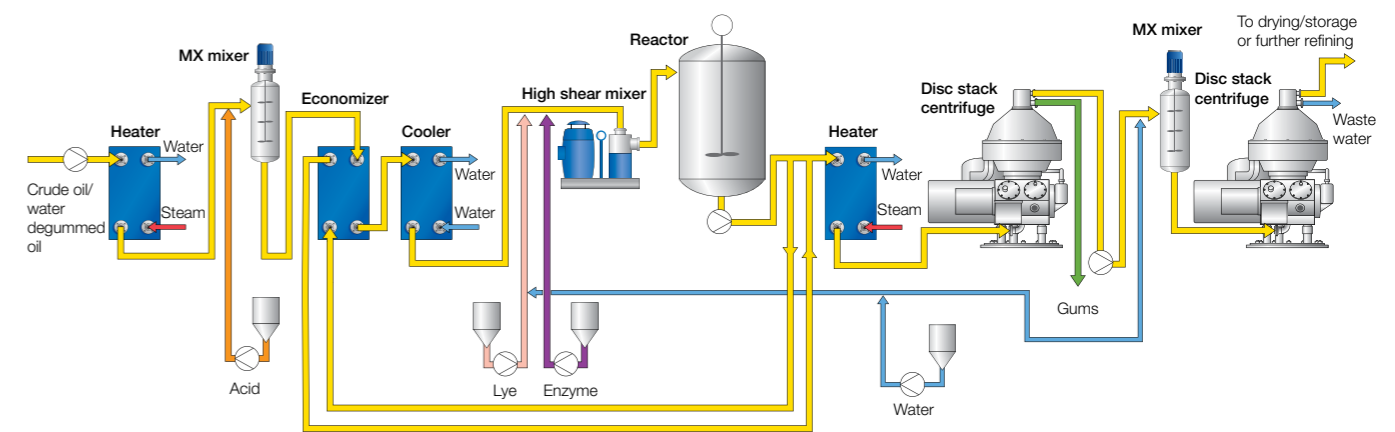 MX mixer
Reactor
MX mixer
To drying/storage
or further refining
Economizer
High shear mixer
Disc stack
centrifuge
Disc stack
centrifuge
Heater
Cooler
Heater
Waste
water
Water
Water
Water
Crude oil/
water
degummed
oil
Steam
Water
Steam
Gums
Acid
Lye
Enzyme
Water